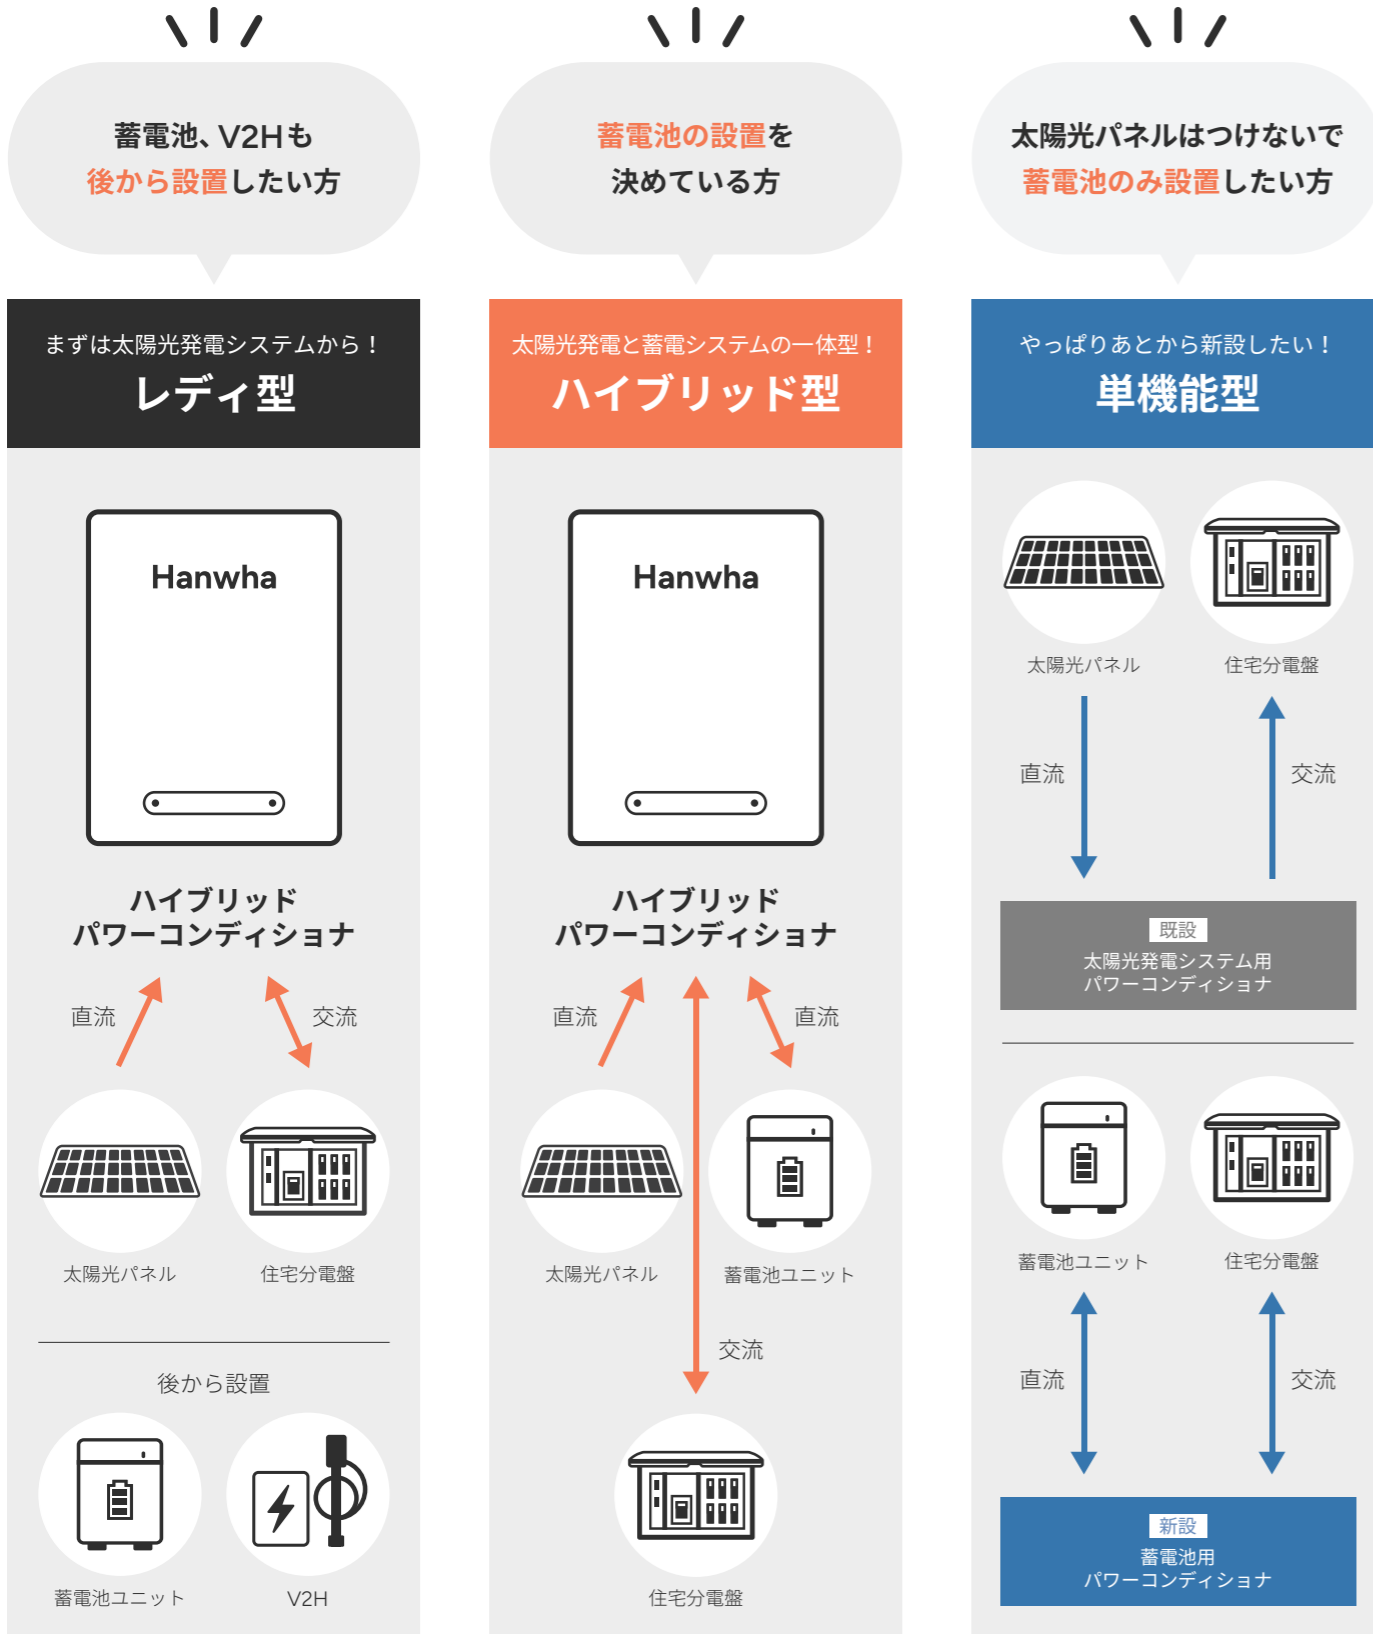 蓄電池、V2Hも
後から設置したい方
まずは太陽光発電システムから！
レディ型
Hanwha
ハイブリッド
パワーコンディショナ
直流
交流
太陽光パネル
住宅分電盤
後から設置
蓄電池ユニット
V2H
蓄電池の設置を
決めている方
太陽光発電と蓄電システムの一体型！
ハイブリッド型
Hanwha
ハイブリッド
パワーコンディショナ
直流
直流
太陽光パネル
蓄電池ユニット
交流
住宅分電盤
太陽光パネルはつけないで
蓄電池のみ設置したい方
やっぱりあとから新設したい！
単機能型
太陽光パネル
住宅分電盤
直流
交流
既設
太陽光発電システム用
パワーコンディショナ
蓄電池ユニット
住宅分電盤
直流
交流
新設
蓄電池用
パワーコンディショナ